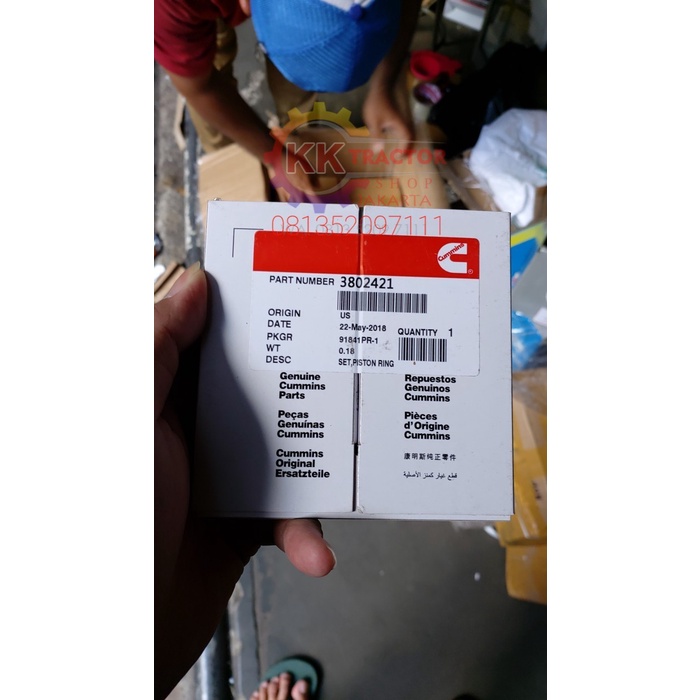 KK TRACTOR
SHOP
JAKARTA
081352097111
Cummins
®
PART NUMBER 3802421
ORIGIN US
DATE 22-May-2018
QUANTITY 1
PKGR 91841PR-1
WT 0.18
DESC SET,PISTON RING
Genuine
Cummins
Parts
Repuestos
Genuinos
Cummins
Peças
Genuínas
Cummins
Pièces
d'Origine
Cummins
Cummins
Original
Ersatzteile
康明斯纯正零件
قطع غيار كمنز الأصلية